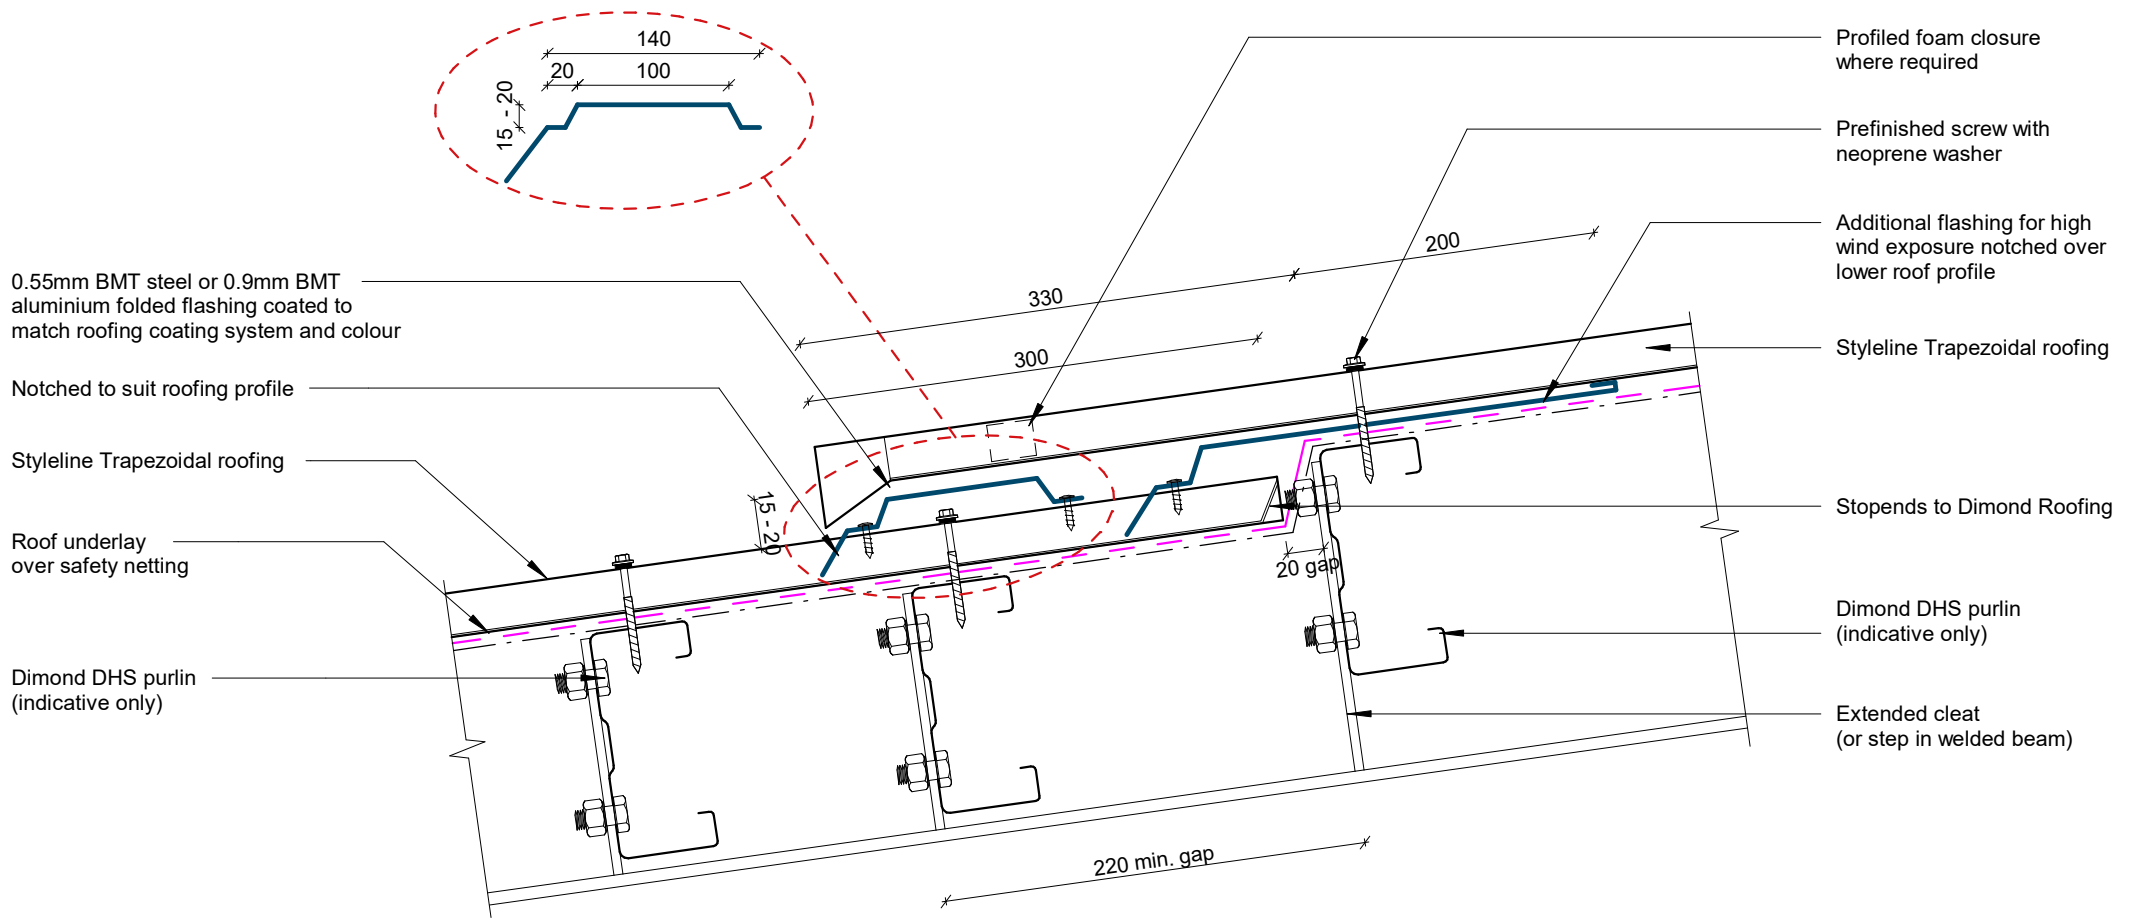 140
20
100
15 - 20
Profiled foam closure
where required
Prefinished screw with
neoprene washer
Additional flashing for high
wind exposure notched over
lower roof profile
200
330
300
0.55mm BMT steel or 0.9mm BMT
aluminium folded flashing coated to
match roofing coating system and colour
Styleline Trapezoidal roofing
Notched to suit roofing profile
Styleline Trapezoidal roofing
15 - 20
Stopends to Dimond Roofing
Roof underlay
over safety netting
20 gap
Dimond DHS purlin
(indicative only)
Dimond DHS purlin
(indicative only)
Extended cleat
(or step in welded beam)
220 min. gap